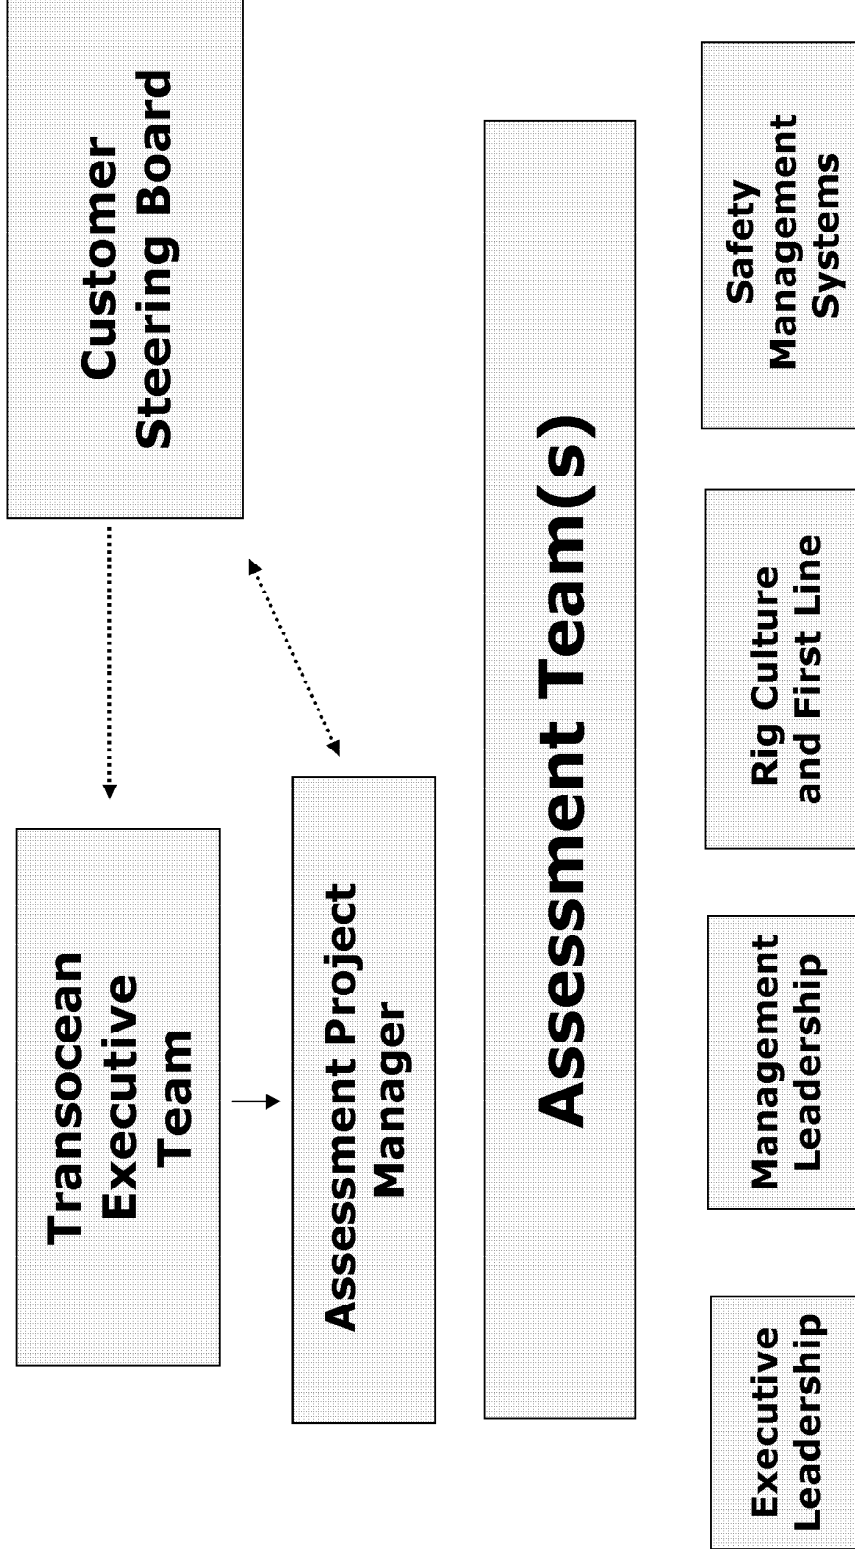 Transocean
Executive
Team
Customer
Steering Board
Assessment Project
Manager
Assessment Team(s)
Executive
Leadership
Management
Leadership
Rig Culture
and First Line
Safety
Management
Systems